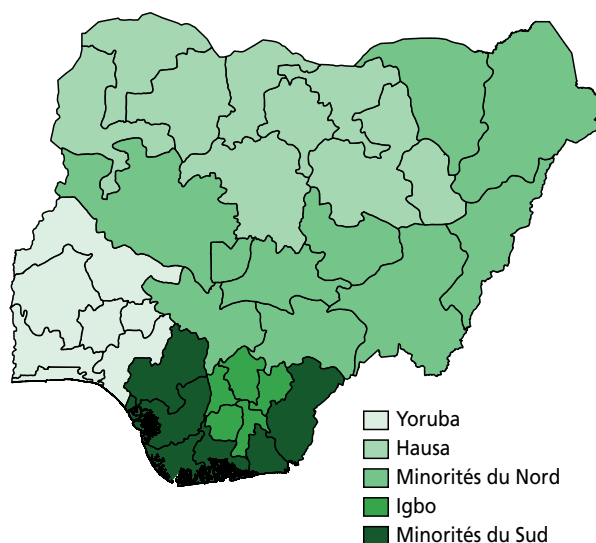 Yoruba
Hausa
Minorités du Nord
Igbo
Minorités du Sud